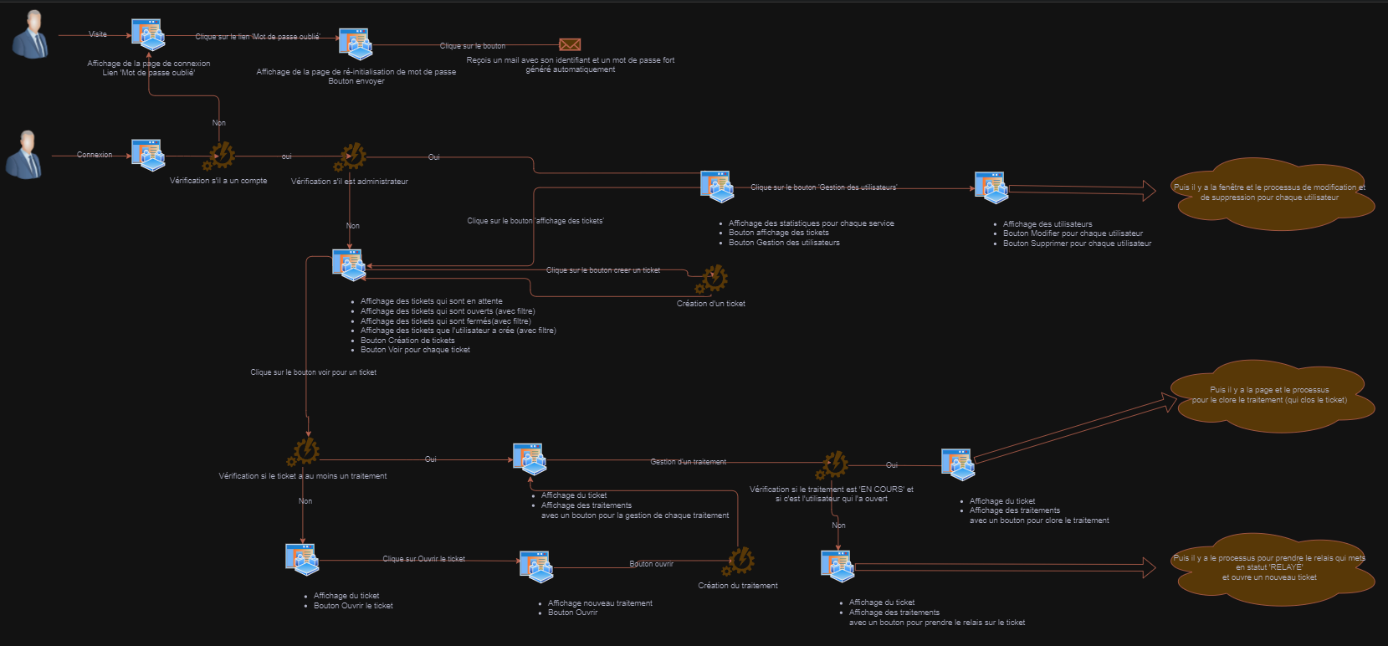 Visite
Clique sur le lien 'Mot de passe oublié'
Clique sur le bouton
Affichage de la page de connexion
Lien 'Mot de passe oublié'
Affichage de la page de ré-initialisation de mot de passe
Bouton envoyer
Reçois un mail avec son identifiant et un mot de passe fort
généré automatiquement
Non
Connexion
oui
Oui
Vérification s'il a un compte
Vérification s'il est administrateur
Clique sur le bouton 'Gestion des utilisateurs'
Puis il y a la fenêtre et le processus de modification et
de suppression pour chaque utilisateur
Non
Clique sur le bouton 'affichage des tickets'
• Affichage des statistiques pour chaque service
• Bouton affichage des tickets
• Bouton Gestion des utilisateurs
• Affichage des utilisateurs
• Bouton Modifier pour chaque utilisateur
• Bouton Supprimer pour chaque utilisateur
Clique sur le bouton creer un ticket
Création d'un ticket
• Affichage des tickets qui sont en attente
• Affichage des tickets qui sont ouverts (avec filtre)
• Affichage des tickets qui sont fermés(avec filtre)
• Affichage des tickets que l'utilisateur a crée (avec filtre)
• Bouton Création de tickets
• Bouton Voir pour chaque ticket
Clique sur le bouton voir pour un ticket
Puis il y a la page et le processus
pour le clore le traitement (qui clos le ticket)
Vérification si le ticket a au moins un traitement
Oui
Gestion d'un traitement
Oui
Vérification si le traitement est 'EN COURS' et
si c'est l'utilisateur qui l'a ouvert
Non
• Affichage du ticket
• Affichage des traitements
avec un bouton pour la gestion de chaque traitement
• Affichage du ticket
• Affichage des traitements
avec un bouton pour clore le traitement
Non
Clique sur Ouvrir le ticket
Bouton ouvrir
Création du traitement
Puis il y a le processus pour prendre le relais qui mets
en statut 'RELAYÉ'
et ouvre un nouveau ticket
• Affichage du ticket
• Bouton Ouvrir le ticket
• Affichage nouveau traitement
• Bouton Ouvrir
• Affichage du ticket
• Affichage des traitements
avec un bouton pour prendre le relais sur le ticket